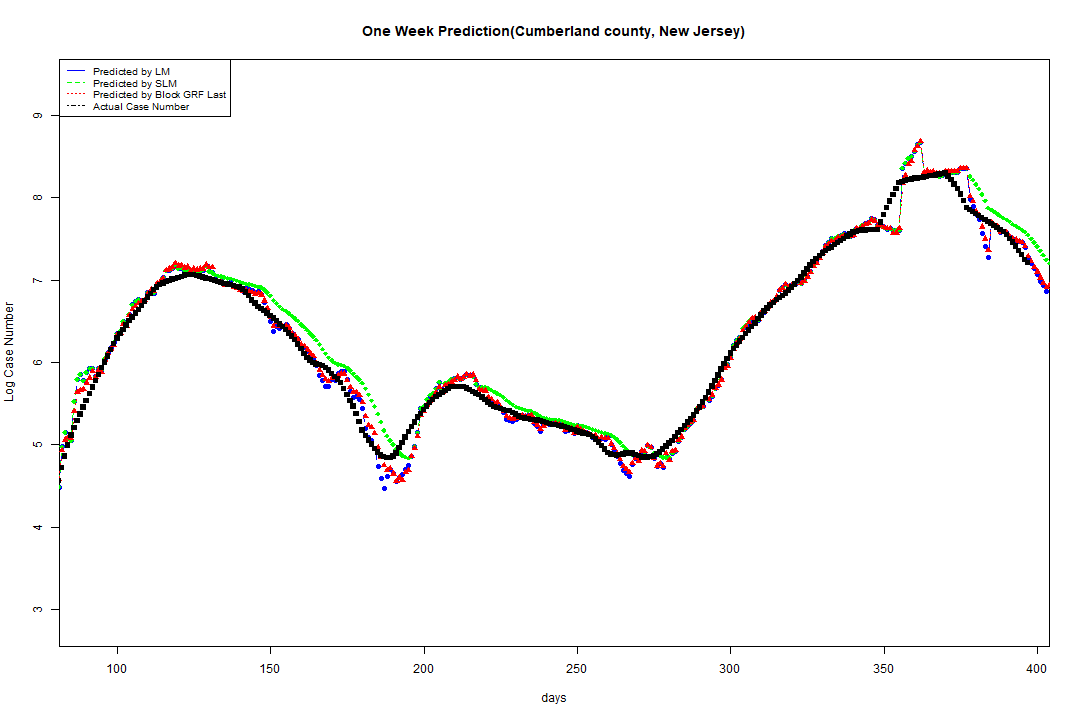 One Week Prediction(Cumberland county, New Jersey)
Predicted by LM
Predicted by SLM
Predicted by Block GRF Last
Actual Case Number
Log Case Number
9
8
7
6
5
4
3
100 150 200 250 300 350 400
days